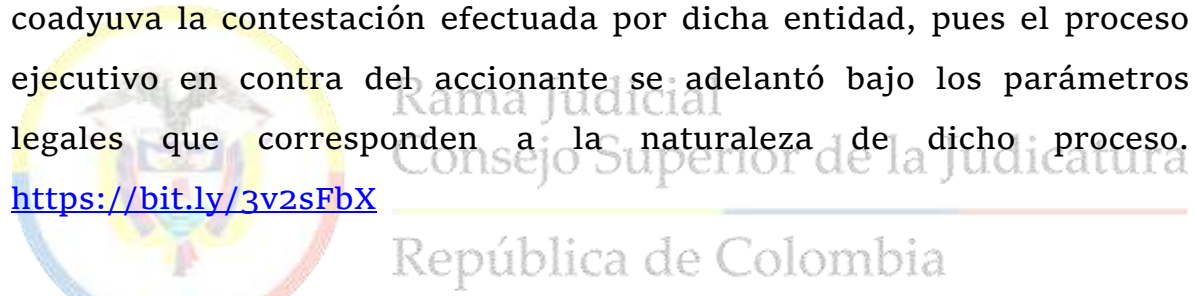 coadyuva la contestación efectuada por dicha entidad, pues el proceso
ejecutivo en contra del accionante se adelantó bajo los parámetros
Rama Judicial
legales que corresponden a la naturaleza de dicho proceso.
Consejo Superior de la Judicatura
https://bit.ly/3v2sFbX
República de Colombia